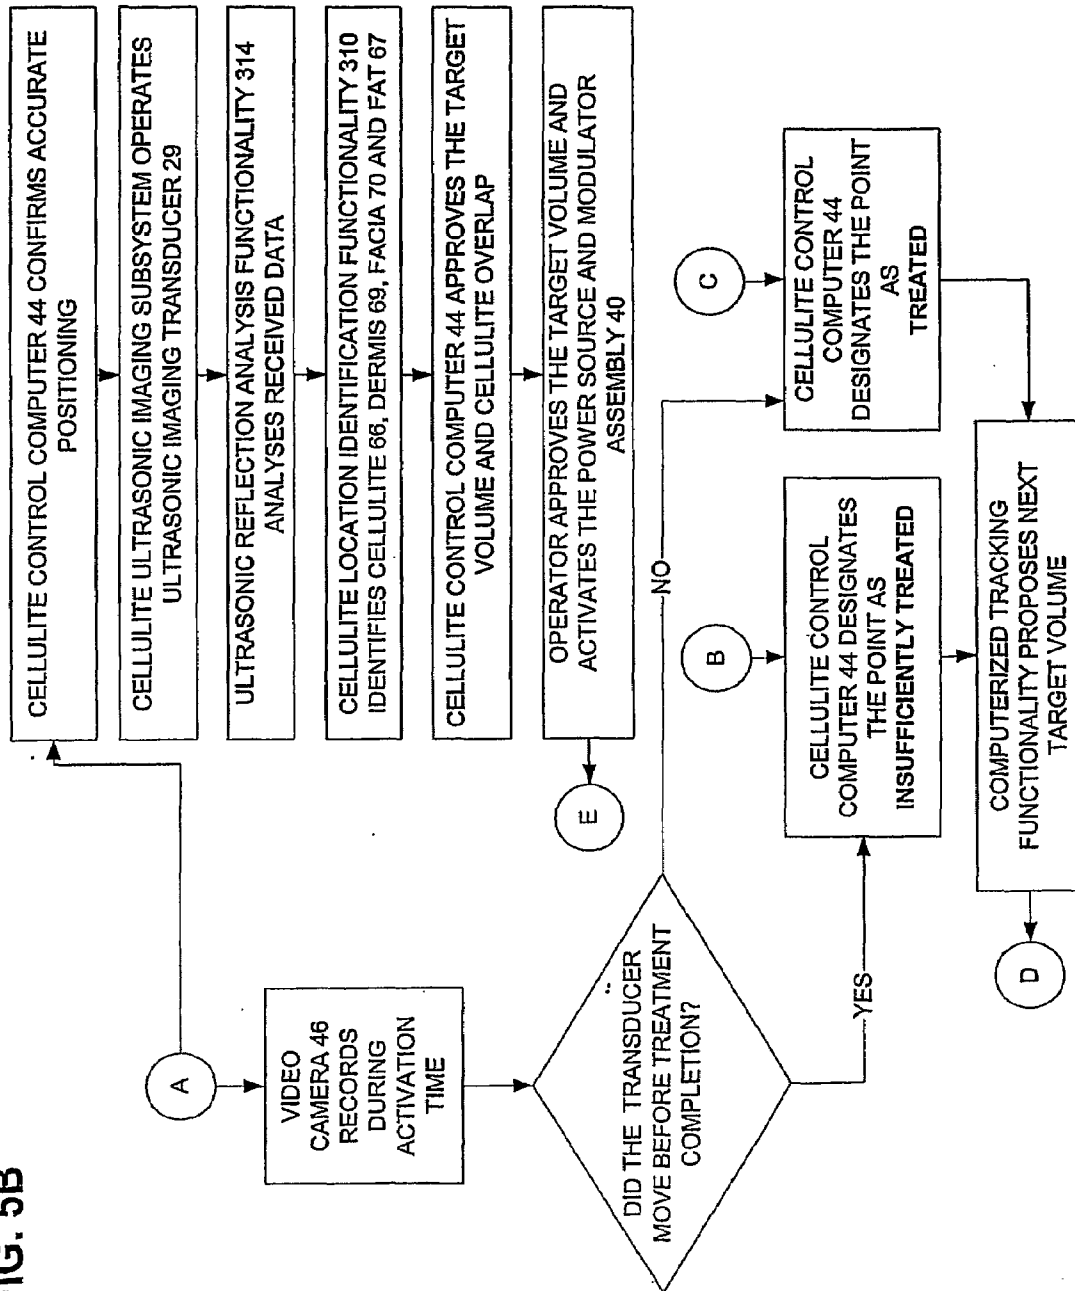 FIG. 5B
A
VIDEO
CAMERA 46
RECORDS
DURING
ACTIVATION
TIME
DID THE TRANSDUCER
MOVE BEFORE TREATMENT
COMPLETION?
YES
NO
CELLULITE CONTROL COMPUTER 44 CONFIRMS ACCURATE
POSITIONING
CELLULITE ULTRASONIC IMAGING SUBSYSTEM OPERATES
ULTRASONIC IMAGING TRANSDUCER 29
ULTRASONIC REFLECTION ANALYSIS FUNCTIONALITY 314
ANALYSES RECEIVED DATA
CELLULITE LOCATION IDENTIFICATION FUNCTIONALITY 310
IDENTIFIES CELLULITE 66, DERMIS 69, FACIA 70 AND FAT 67
CELLULITE CONTROL COMPUTER 44 APPROVES THE TARGET
VOLUME AND CELLULITE OVERLAP
OPERATOR APPROVES THE TARGET VOLUME AND
ACTIVATES THE POWER SOURCE AND MODULATOR
ASSEMBLY 40
E
B
CELLULITE CONTROL
COMPUTER 44 DESIGNATES
THE POINT AS
INSUFFICIENTLY TREATED
C
CELLULITE CONTROL
COMPUTER 44
DESIGNATES THE POINT
AS
TREATED
COMPUTERIZED TRACKING
FUNCTIONALITY PROPOSES NEXT
TARGET VOLUME
D